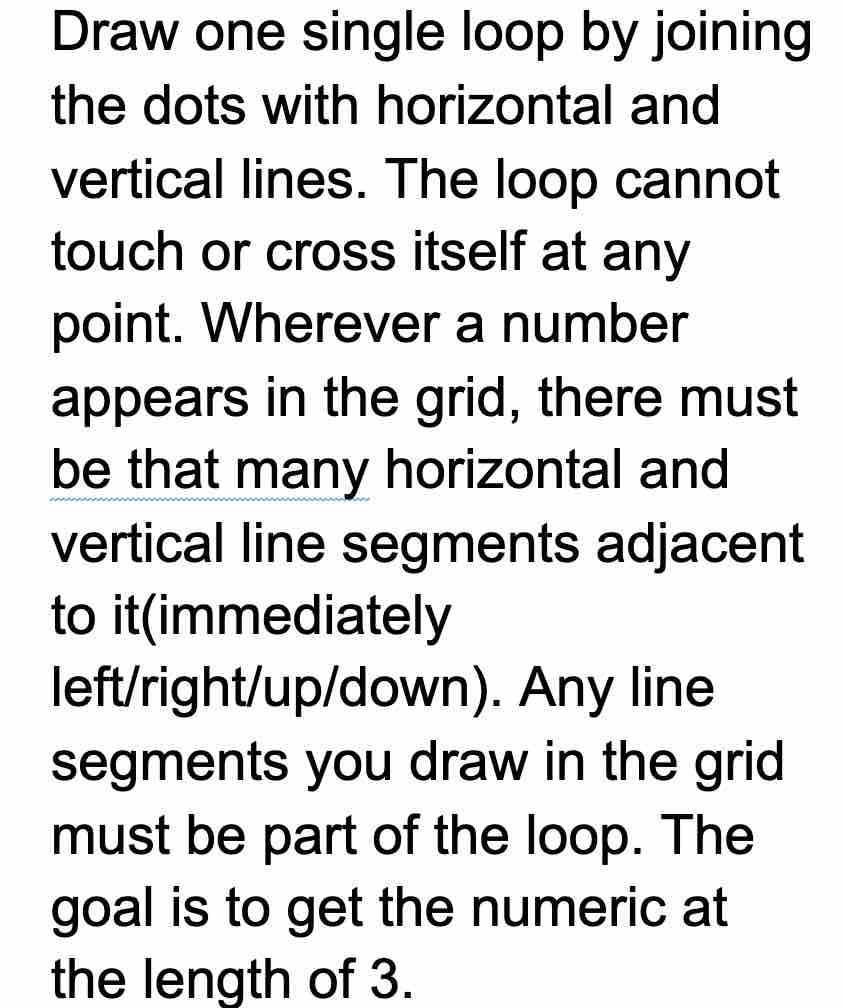 Draw one single loop by joining
the dots with horizontal and
vertical lines. The loop cannot
touch or cross itself at any
point. Wherever a number
appears in the grid, there must
be that many horizontal and
vertical line segments adjacent
to it(immediately
left/right/up/down). Any line
segments you draw in the grid
must be part of the loop. The
goal is to get the numeric at
the length of 3.